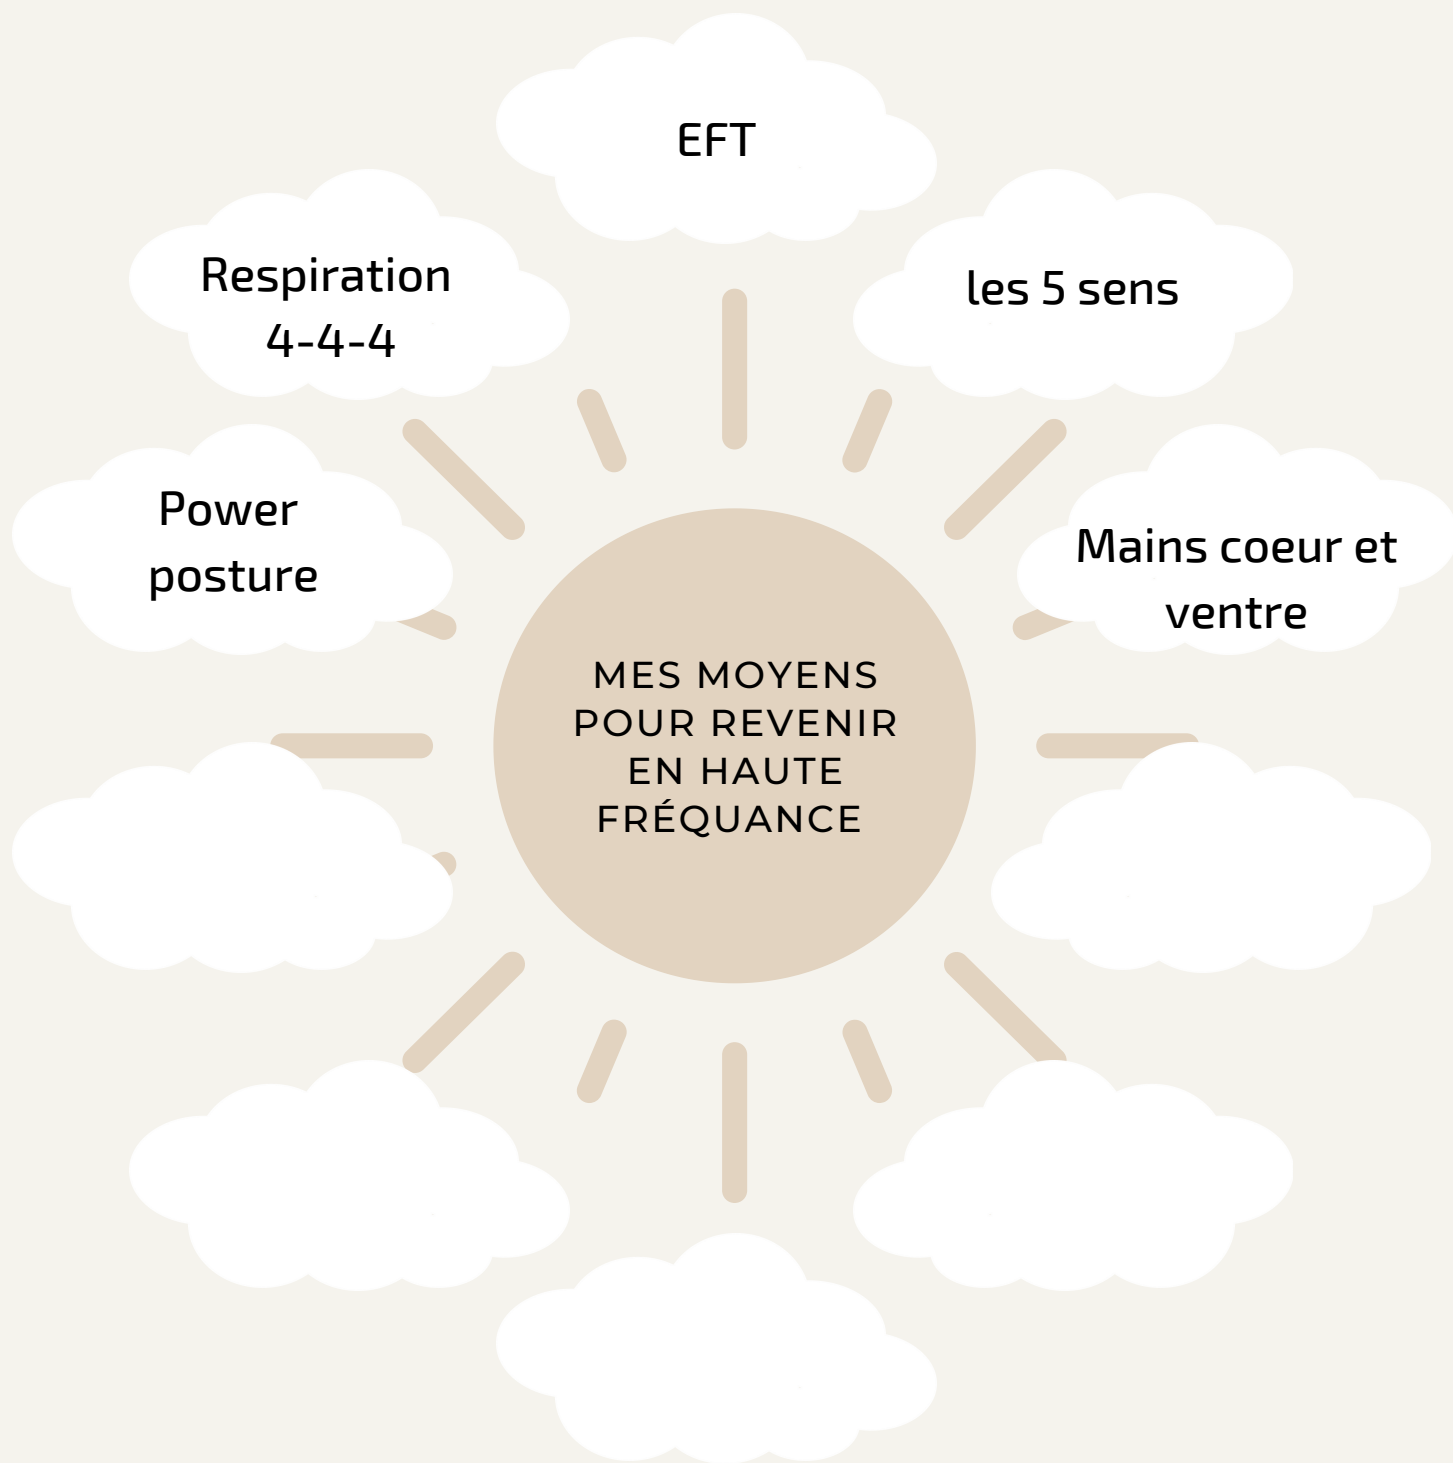 EFT
Respiration
4-4-4
les 5 sens
Power
posture
Mains coeur et
ventre
MES MOYENS
POUR REVENIR
EN HAUTE
FRÉQUANCE